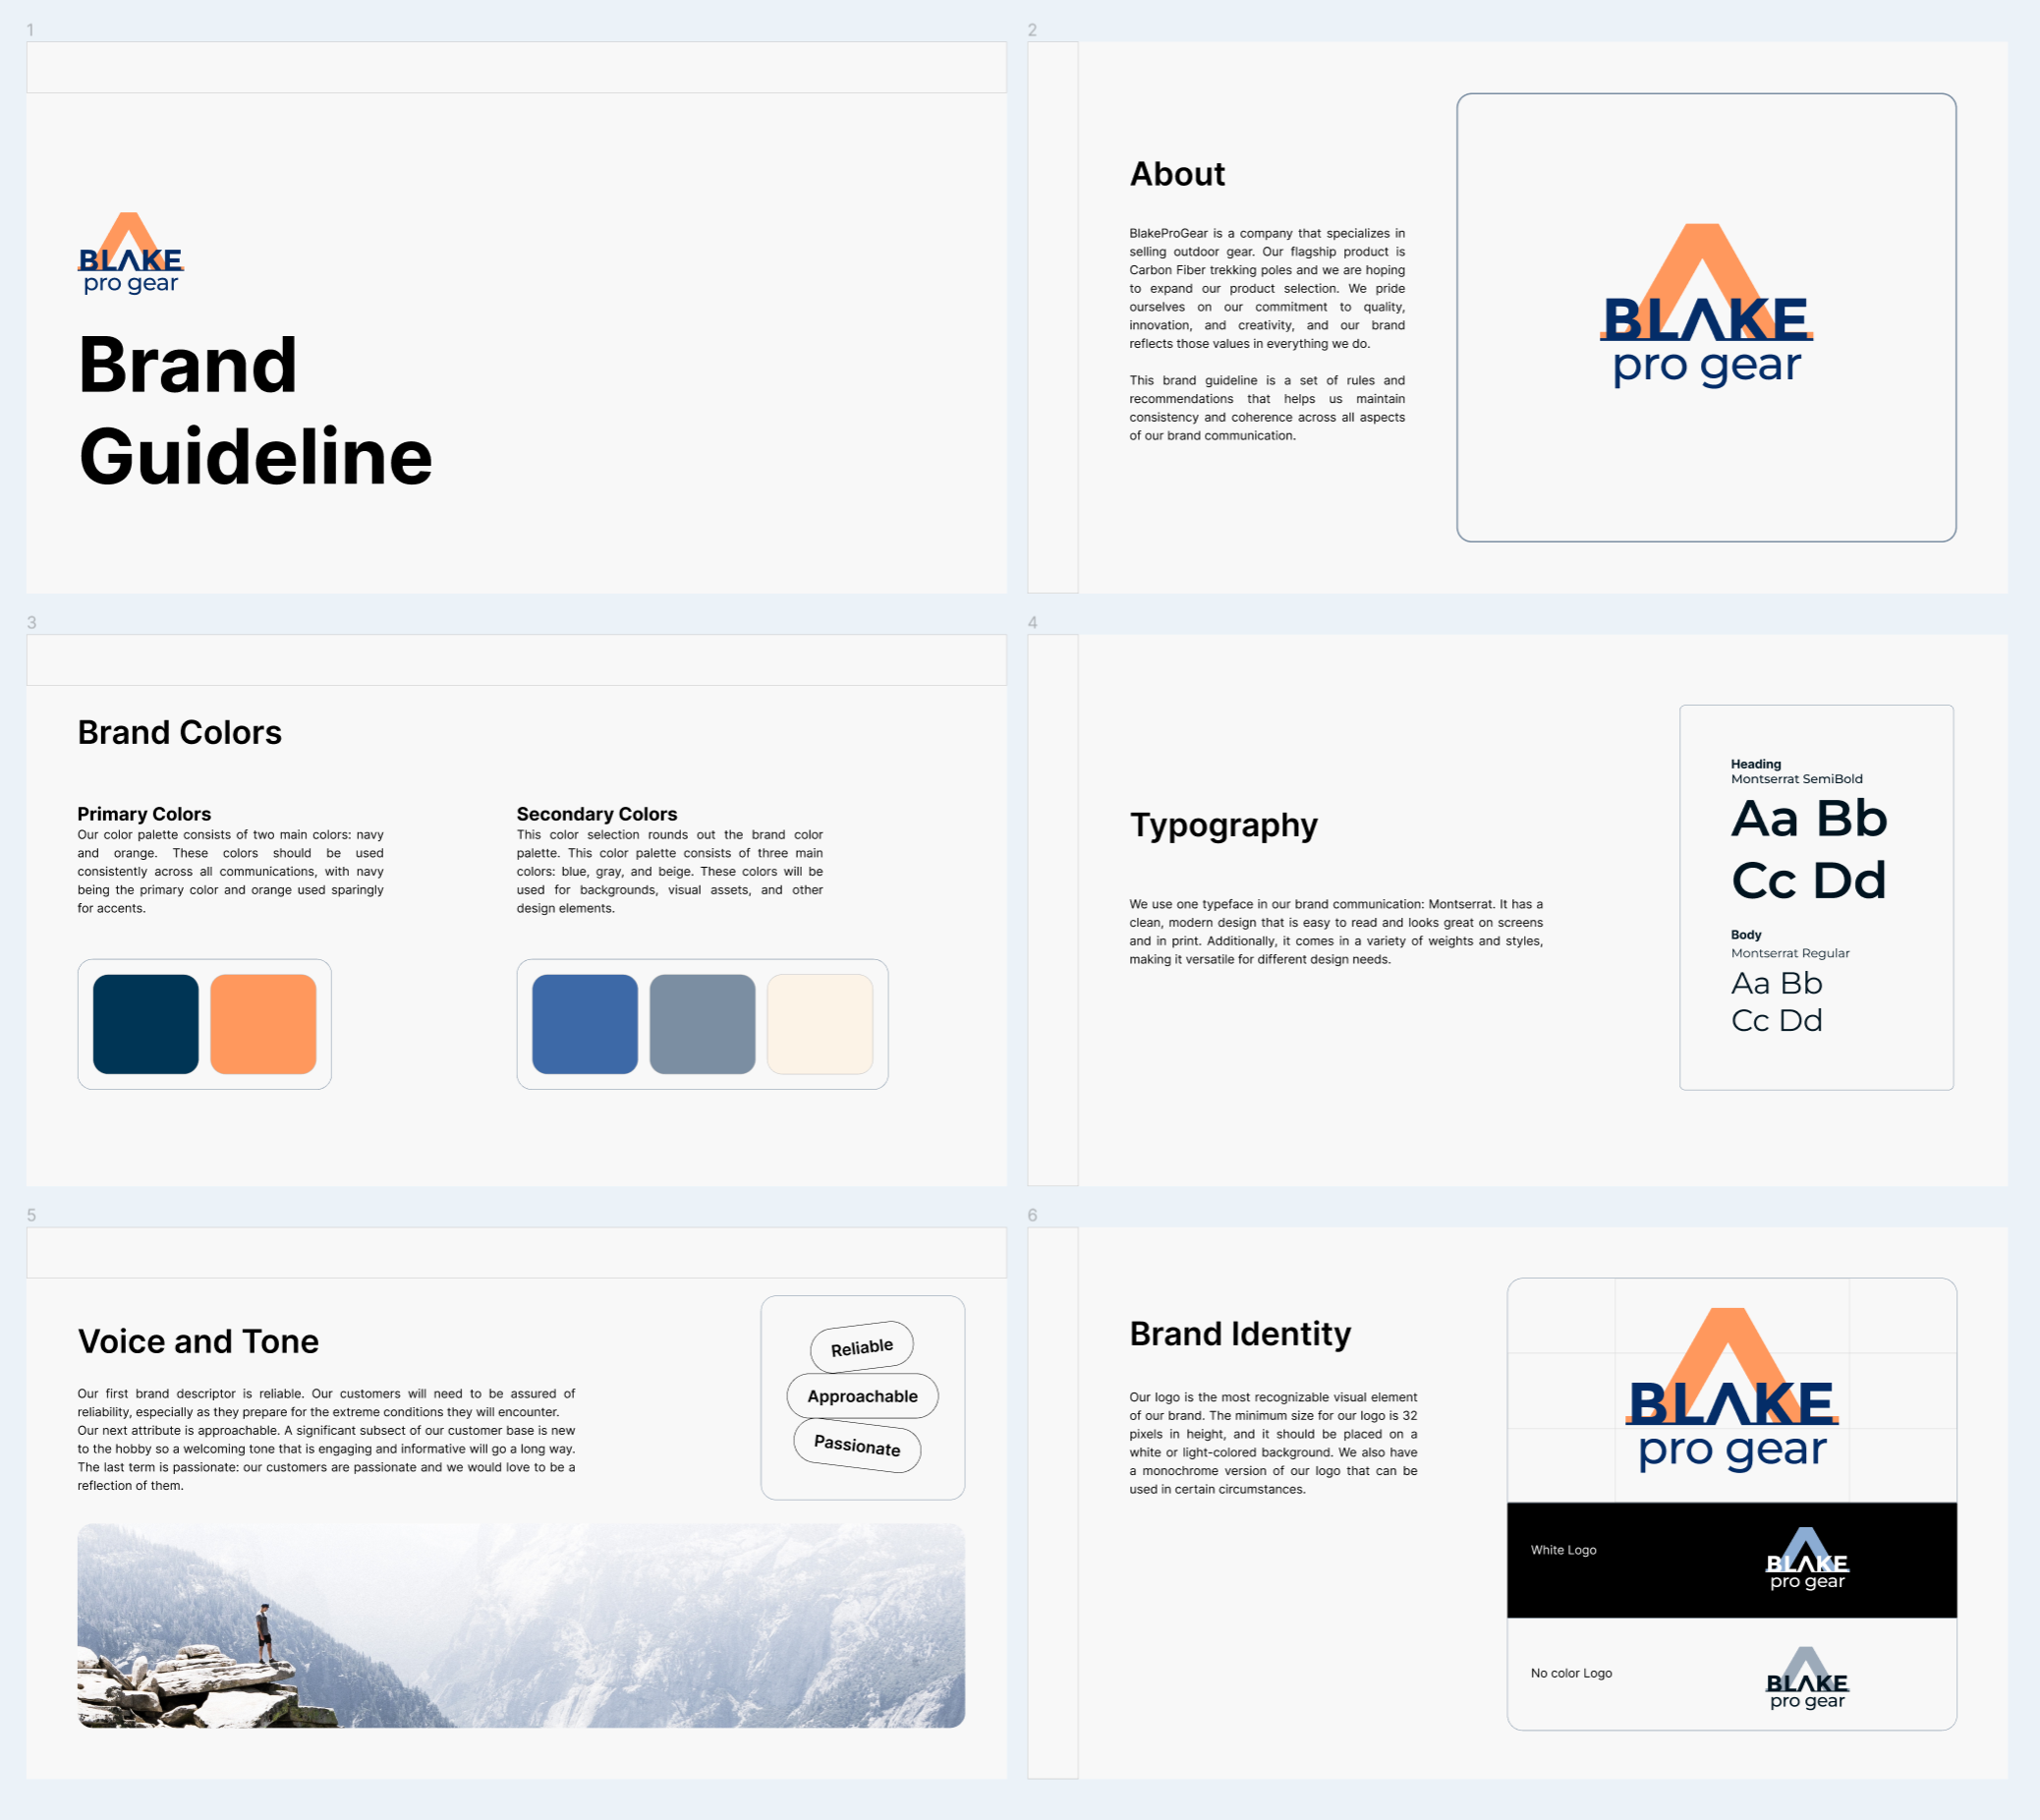 1
BLAKE
pro gear
Brand
Guideline
2
About
BlakeProGear is a company that specializes in
selling outdoor gear. Our flagship product is
Carbon Fiber trekking poles and we are hoping
to expand our product selection. We pride
ourselves on our commitment to quality,
innovation, and creativity, and our brand
reflects those values in everything we do.
This brand guideline is a set of rules and
recommendations that helps us maintain
consistency and coherence across all aspects
of our brand communication.
BLAKE
pro gear
3
Brand Colors
Primary Colors
Our color palette consists of two main colors: navy
and orange. These colors should be used
consistently across all communications, with navy
being the primary color and orange used sparingly
for accents.
Secondary Colors
This color selection rounds out the brand color
palette. This color palette consists of three main
colors: blue, gray, and beige. These colors will be
used for backgrounds, visual assets, and other
design elements.
4
Typography
We use one typeface in our brand communication: Montserrat. It has a
clean, modern design that is easy to read and looks great on screens
and in print. Additionally, it comes in a variety of weights and styles,
making it versatile for different design needs.
Heading
Montserrat SemiBold
Aa Bb
Cc Dd
Body
Montserrat Regular
Aa Bb
Cc Dd
5
Voice and Tone
Our first brand descriptor is reliable. Our customers will need to be assured of
reliability, especially as they prepare for the extreme conditions they will encounter.
Our next attribute is approachable. A significant subset of our customer base is new
to the hobby so a welcoming tone that is engaging and informative will go a long way.
The last term is passionate: our customers are passionate and we would love to be a
reflection of them.
Reliable
Approachable
Passionate
6
Brand Identity
Our logo is the most recognizable visual element
of our brand. The minimum size for our logo is 32
pixels in height, and it should be placed on a
white or light-colored background. We also have
a monochrome version of our logo that can be
used in certain circumstances.
BLAKE
pro gear
White Logo
BLAKE
pro gear
No color Logo
BLAKE
pro gear